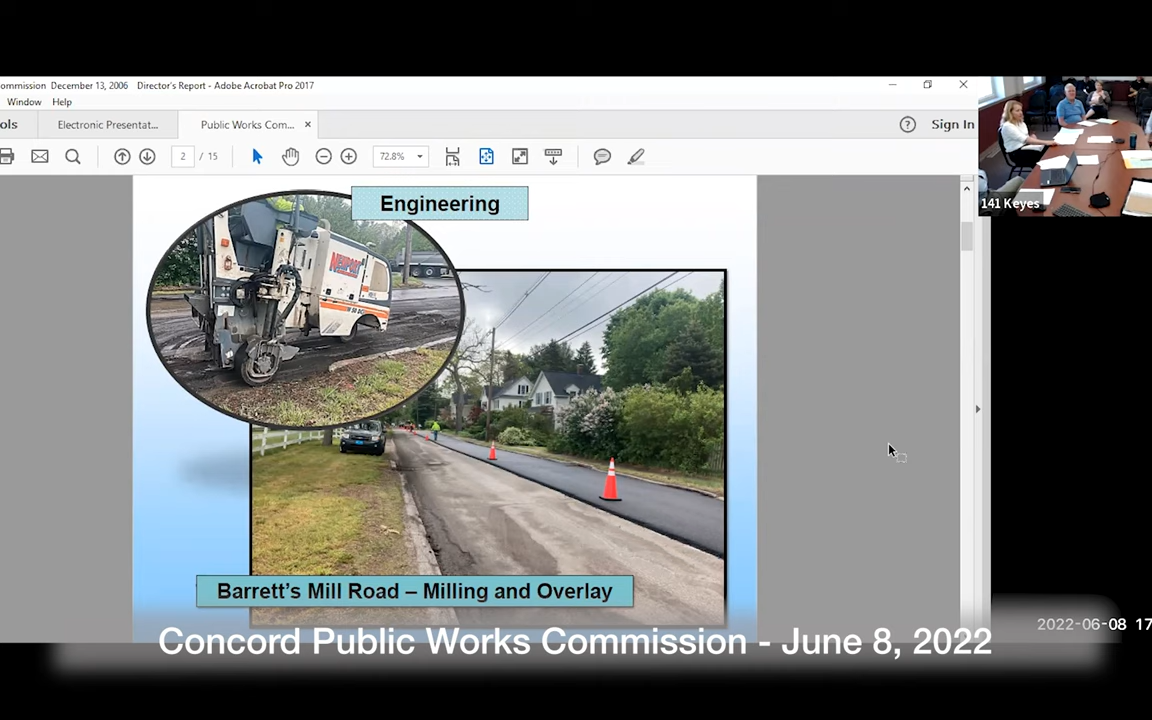 ommission December 13, 2006 Director's Report - Adobe Acrobat Pro 2017
Window Help
ols
Electronic Presentat...
Public Works Com...
Sign In
2 / 15
72.8%
141 Keyes
Engineering
NEWPORT
Barrett's Mill Road – Milling and Overlay
2022-06-08 17
Concord Public Works Commission - June 8, 2022